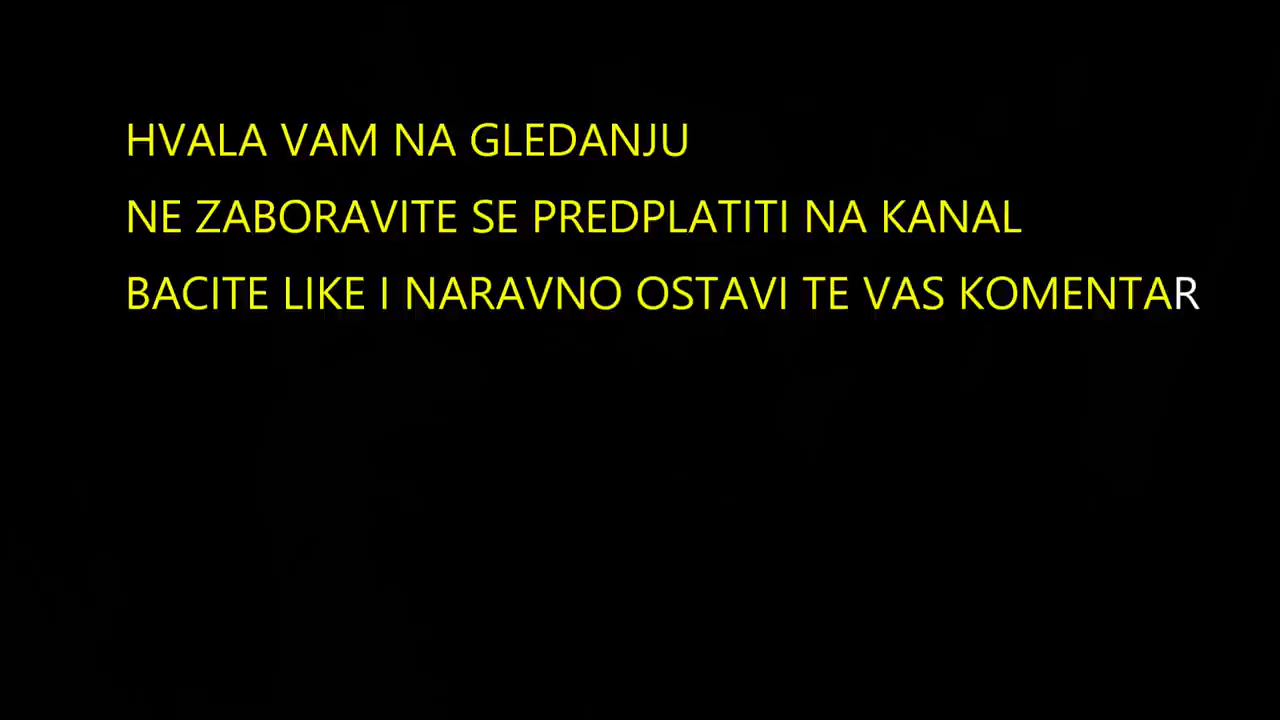 HVALA VAM NA GLEDANJU
NE ZABORAVITE SE PREDPLATITI NA KANAL
BACITE LIKE I NARAVNO OSTAVI TE VAS KOMENTAR